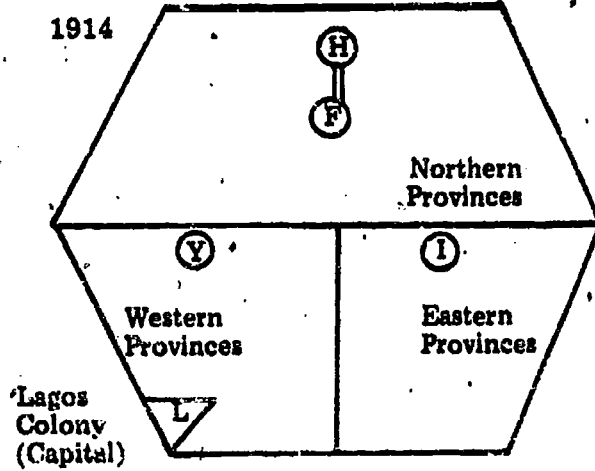 1914
H
F
Northern
Provinces
Y
I
Western
Provinces
Eastern
Provinces
Lagos
Colony
(Capital)
L